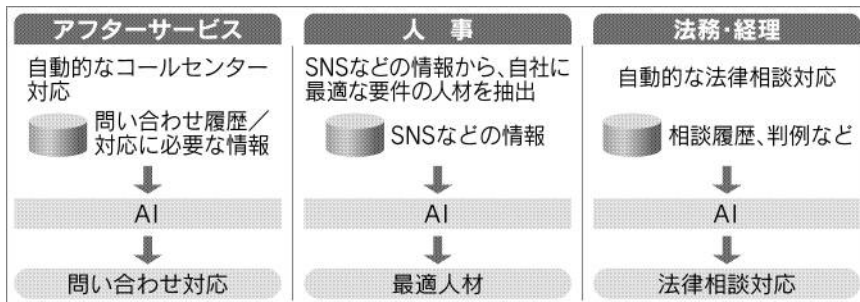 アフターサービス
自動的なコールセンター
対応
問い合わせ履歴／
対応に必要な情報
AI
問い合わせ対応
人 事
SNSなどの情報から、自社に
最適な要件の人材を抽出
SNSなどの情報
AI
最適人材
法務・経理
自動的な法律相談対応
相談履歴、判例など
AI
法律相談対応